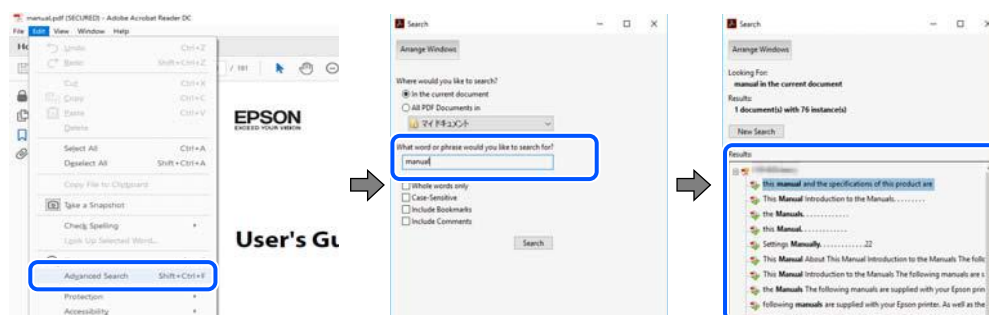 manual.pdf (SECURED) - Adobe Acrobat Reader DC
File Edit View Window Help
Undo Ctrl+Z
Redo Shift+Ctrl+Z
Cut Ctrl+X
Copy Ctrl+C
Paste Ctrl+V
Delete
Select All Ctrl+A
Deselect All Shift+Ctrl+A
Copy File to Clipboard
Take a Snapshot
Check Spelling
Look Up Selected Word...
Advanced Search Shift+Ctrl+F
Protection
Accessibility
/ 161
EPSON
EXCEED YOUR VISION
User's Gu
Search
Arrange Windows
Where would you like to search?
In the current document
All PDF Documents in
マイ ドキュメント
What word or phrase would you like to search for?
manual
Whole words only
Case-Sensitive
Include Bookmarks
Include Comments
Search
Search
Arrange Windows
Looking For:
manual in the current document
Results:
1 document(s) with 76 instance(s)
New Search
Results:
this manual and the specifications of this product are
This Manual Introduction to the Manuals. . . . . . . . .
the Manuals. . . . . . . . . . . . .
this Manual. . . . . . . . . . . . .
Settings Manually. . . . . . . . . . . . .22
This Manual About This Manual Introduction to the Manuals The follo
This Manual Introduction to the Manuals The following manuals are s
the Manuals The following manuals are supplied with your Epson prin
following manuals are supplied with your Epson printer. As well as the